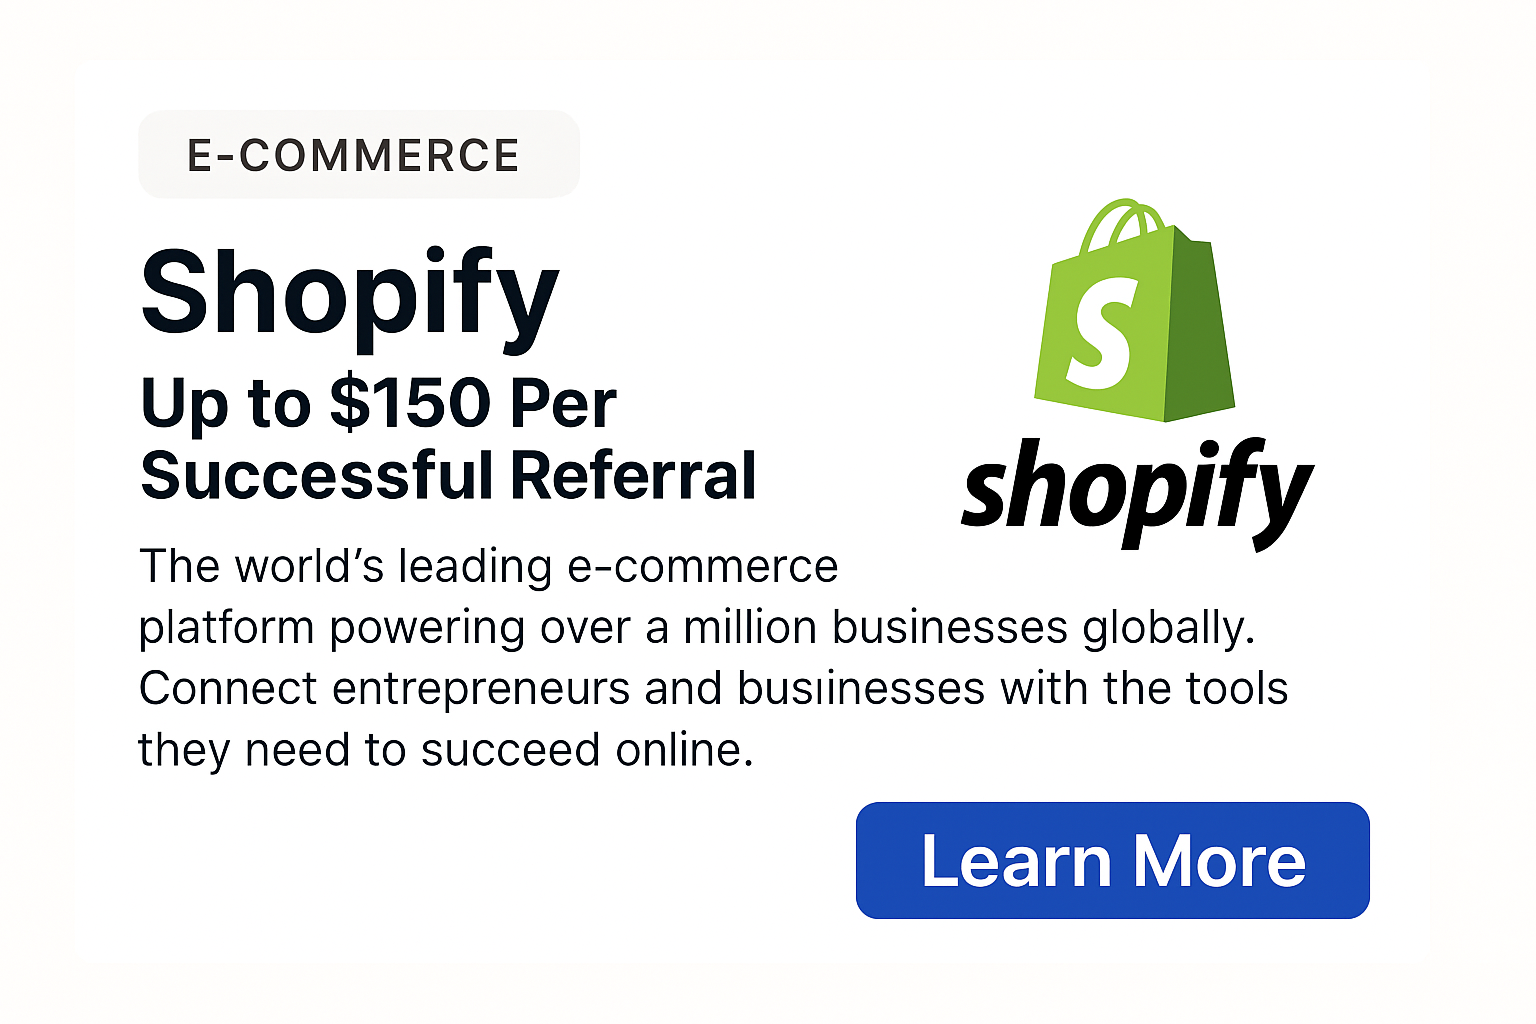 E-COMMERCE
Shopify
Up to $150 Per
Successful Referral
S
shopify
The world’s leading e-commerce
platform powering over a million businesses globally.
Connect entrepreneurs and busıinesses with the tools
they need to succeed online.
Learn More